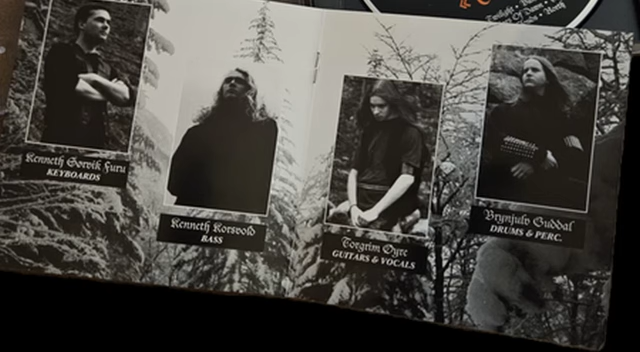 Kenneth Sorvik Furu
KEYBOARDS
Kenneth Korsvold
BASS
Torgrim Øyre
GUITARS & VOCALS
Brynjulv Guddal
DRUMS & PERC.